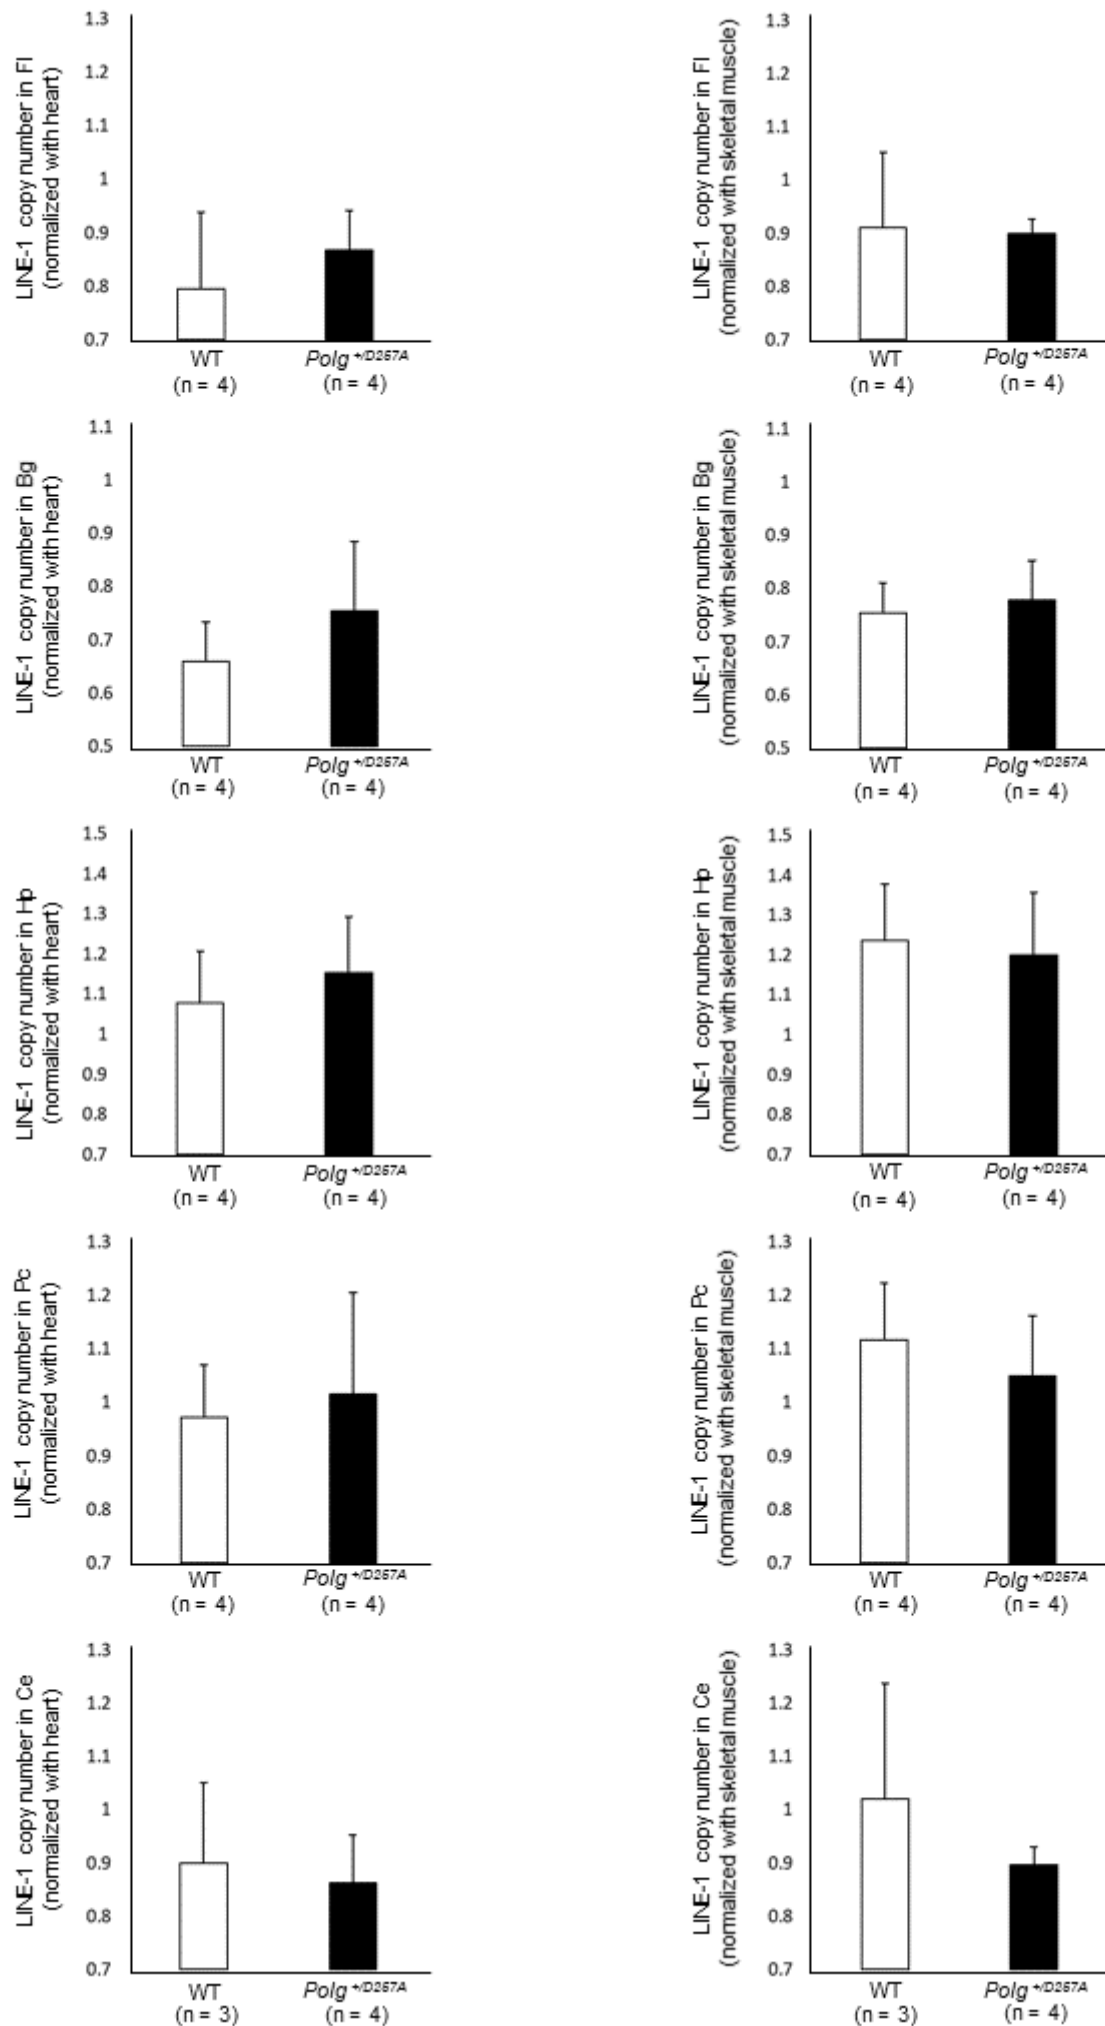 LINE-1 copy number in Fl
(normalized with heart)
1.3
1.2
1.1
1
0.9
0.8
0.7
WT
(n = 4)
Polg +/D257A
(n = 4)
LINE-1 copy number in Fl
(normalized with skeletal muscle)
1.3
1.2
1.1
1
0.9
0.8
0.7
WT
(n = 4)
Polg +/D257A
(n = 4)
LINE-1 copy number in Bg
(normalized with heart)
1.1
1
0.9
0.8
0.7
0.6
0.5
WT
(n = 4)
Polg +/D257A
(n = 4)
LINE-1 copy number in Bg
(normalized with skeletal muscle)
1.1
1
0.9
0.8
0.7
0.6
0.5
WT
(n = 4)
Polg +/D257A
(n = 4)
LINE-1 copy number in Hp
(normalized with heart)
1.5
1.4
1.3
1.2
1.1
1
0.9
0.8
0.7
WT
(n = 4)
Polg +/D257A
(n = 4)
LINE-1 copy number in Hp
(normalized with skeletal muscle)
1.5
1.4
1.3
1.2
1.1
1
0.9
0.8
0.7
WT
(n = 4)
Polg +/D257A
(n = 4)
LINE-1 copy number in Pc
(normalized with heart)
1.3
1.2
1.1
1
0.9
0.8
0.7
WT
(n = 4)
Polg +/D257A
(n = 4)
LINE-1 copy number in Pc
(normalized with skeletal muscle)
1.3
1.2
1.1
1
0.9
0.8
0.7
WT
(n = 4)
Polg +/D257A
(n = 4)
LINE-1 copy number in Ce
(normalized with heart)
1.3
1.2
1.1
1
0.9
0.8
0.7
WT
(n = 3)
Polg +/D257A
(n = 4)
LINE-1 copy number in Ce
(normalized with skeletal muscle)
1.3
1.2
1.1
1
0.9
0.8
0.7
WT
(n = 3)
Polg +/D257A
(n = 4)